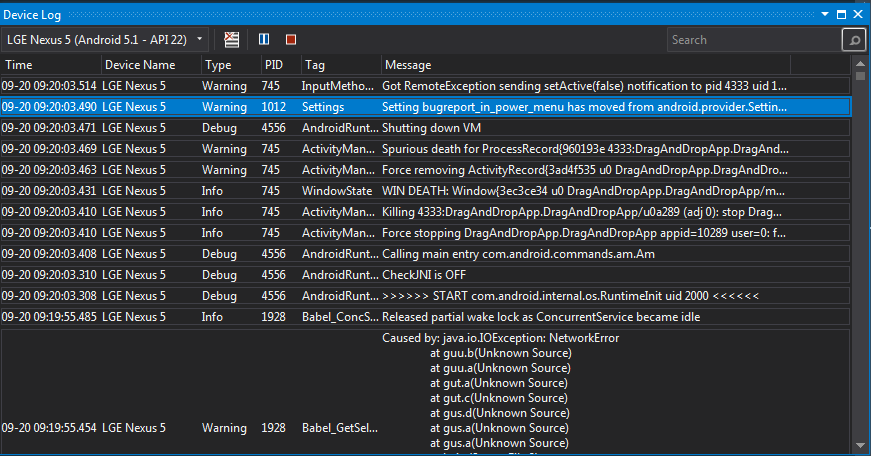 Device Log
LGE Nexus 5 (Android 5.1 - API 22) Search
Time Device Name Type PID Tag Message
09-20 09:20:03.514 LGE Nexus 5 Warning 745 InputMetho... Got RemoteException sending setActive(false) notification to pid 4333 uid 1...
09-20 09:20:03.490 LGE Nexus 5 Warning 1012 Settings Setting bugreport_in_power_menu has moved from android.provider.Settin...
09-20 09:20:03.471 LGE Nexus 5 Debug 4556 AndroidRunt... Shutting down VM
09-20 09:20:03.469 LGE Nexus 5 Warning 745 ActivityMan... Spurious death for ProcessRecord{960193e 4333:DragAndDropApp.DragAnd...
09-20 09:20:03.463 LGE Nexus 5 Warning 745 ActivityMan... Force removing ActivityRecord{3ad4f535 u0 DragAndDropApp.DragAndDrop...
09-20 09:20:03.431 LGE Nexus 5 Info 745 WindowState WIN DEATH: Window{3ec3ce34 u0 DragAndDropApp.DragAndDropApp/m...
09-20 09:20:03.410 LGE Nexus 5 Info 745 ActivityMan... Killing 4333:DragAndDropApp.DragAndDropApp/u0a289 (adj 0): stop Drag...
09-20 09:20:03.410 LGE Nexus 5 Info 745 ActivityMan... Force stopping DragAndDropApp.DragAndDropApp appid=10289 user=0: f...
09-20 09:20:03.408 LGE Nexus 5 Debug 4556 AndroidRunt... Calling main entry com.android.commands.am.Am
09-20 09:20:03.310 LGE Nexus 5 Debug 4556 AndroidRunt... CheckJNI is OFF
09-20 09:20:03.308 LGE Nexus 5 Debug 4556 AndroidRunt... >>>>>> START com.android.internal.os.RuntimeInit uid 2000 <<<<<<
09-20 09:19:55.485 LGE Nexus 5 Info 1928 Babel_ConcS... Released partial wake lock as ConcurrentService became idle
Caused by: java.io.IOException: NetworkError
at guu.b(Unknown Source)
at guu.a(Unknown Source)
at gut.a(Unknown Source)
at gut.c(Unknown Source)
at gus.d(Unknown Source)
09-20 09:19:55.454 LGE Nexus 5 Warning 1928 Babel_GetSel... at gus.a(Unknown Source)
at gus.a(Unknown Source)